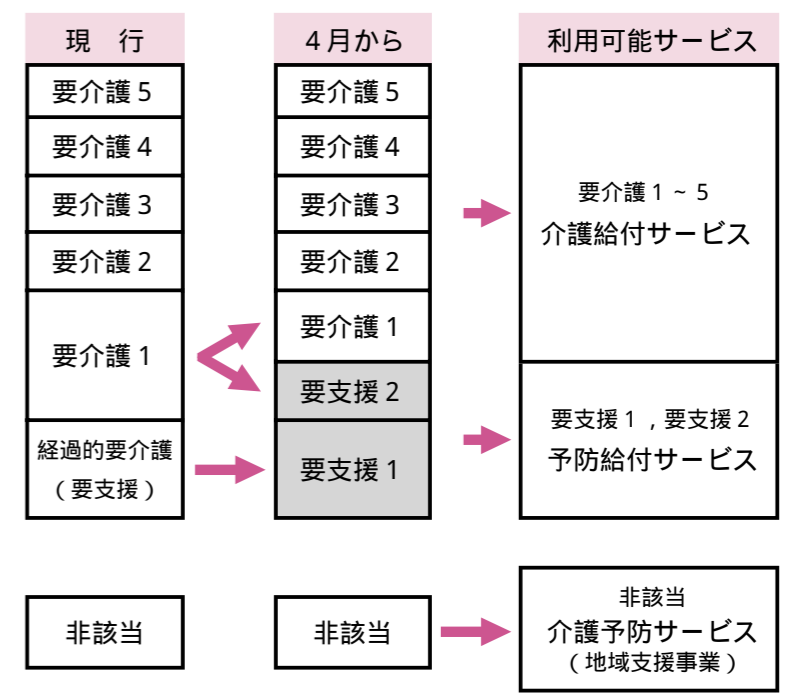 現　行
要介護５
要介護４
要介護３
要介護２
要介護１
経過的要介護
（要支援）
非該当
４月から
要介護５
要介護４
要介護３
要介護２
要介護１
要支援２
要支援１
非該当
利用可能サービス
要介護１～５
介護給付サービス
要支援１，要支援２
予防給付サービス
非該当
介護予防サービス
（地域支援事業）